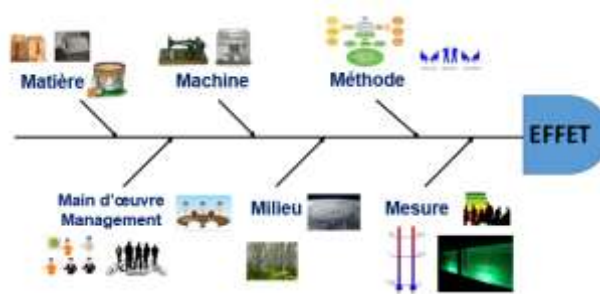 Matière
Machine
Méthode
EFFET
Main d'œuvre
Management
Milieu
Mesure